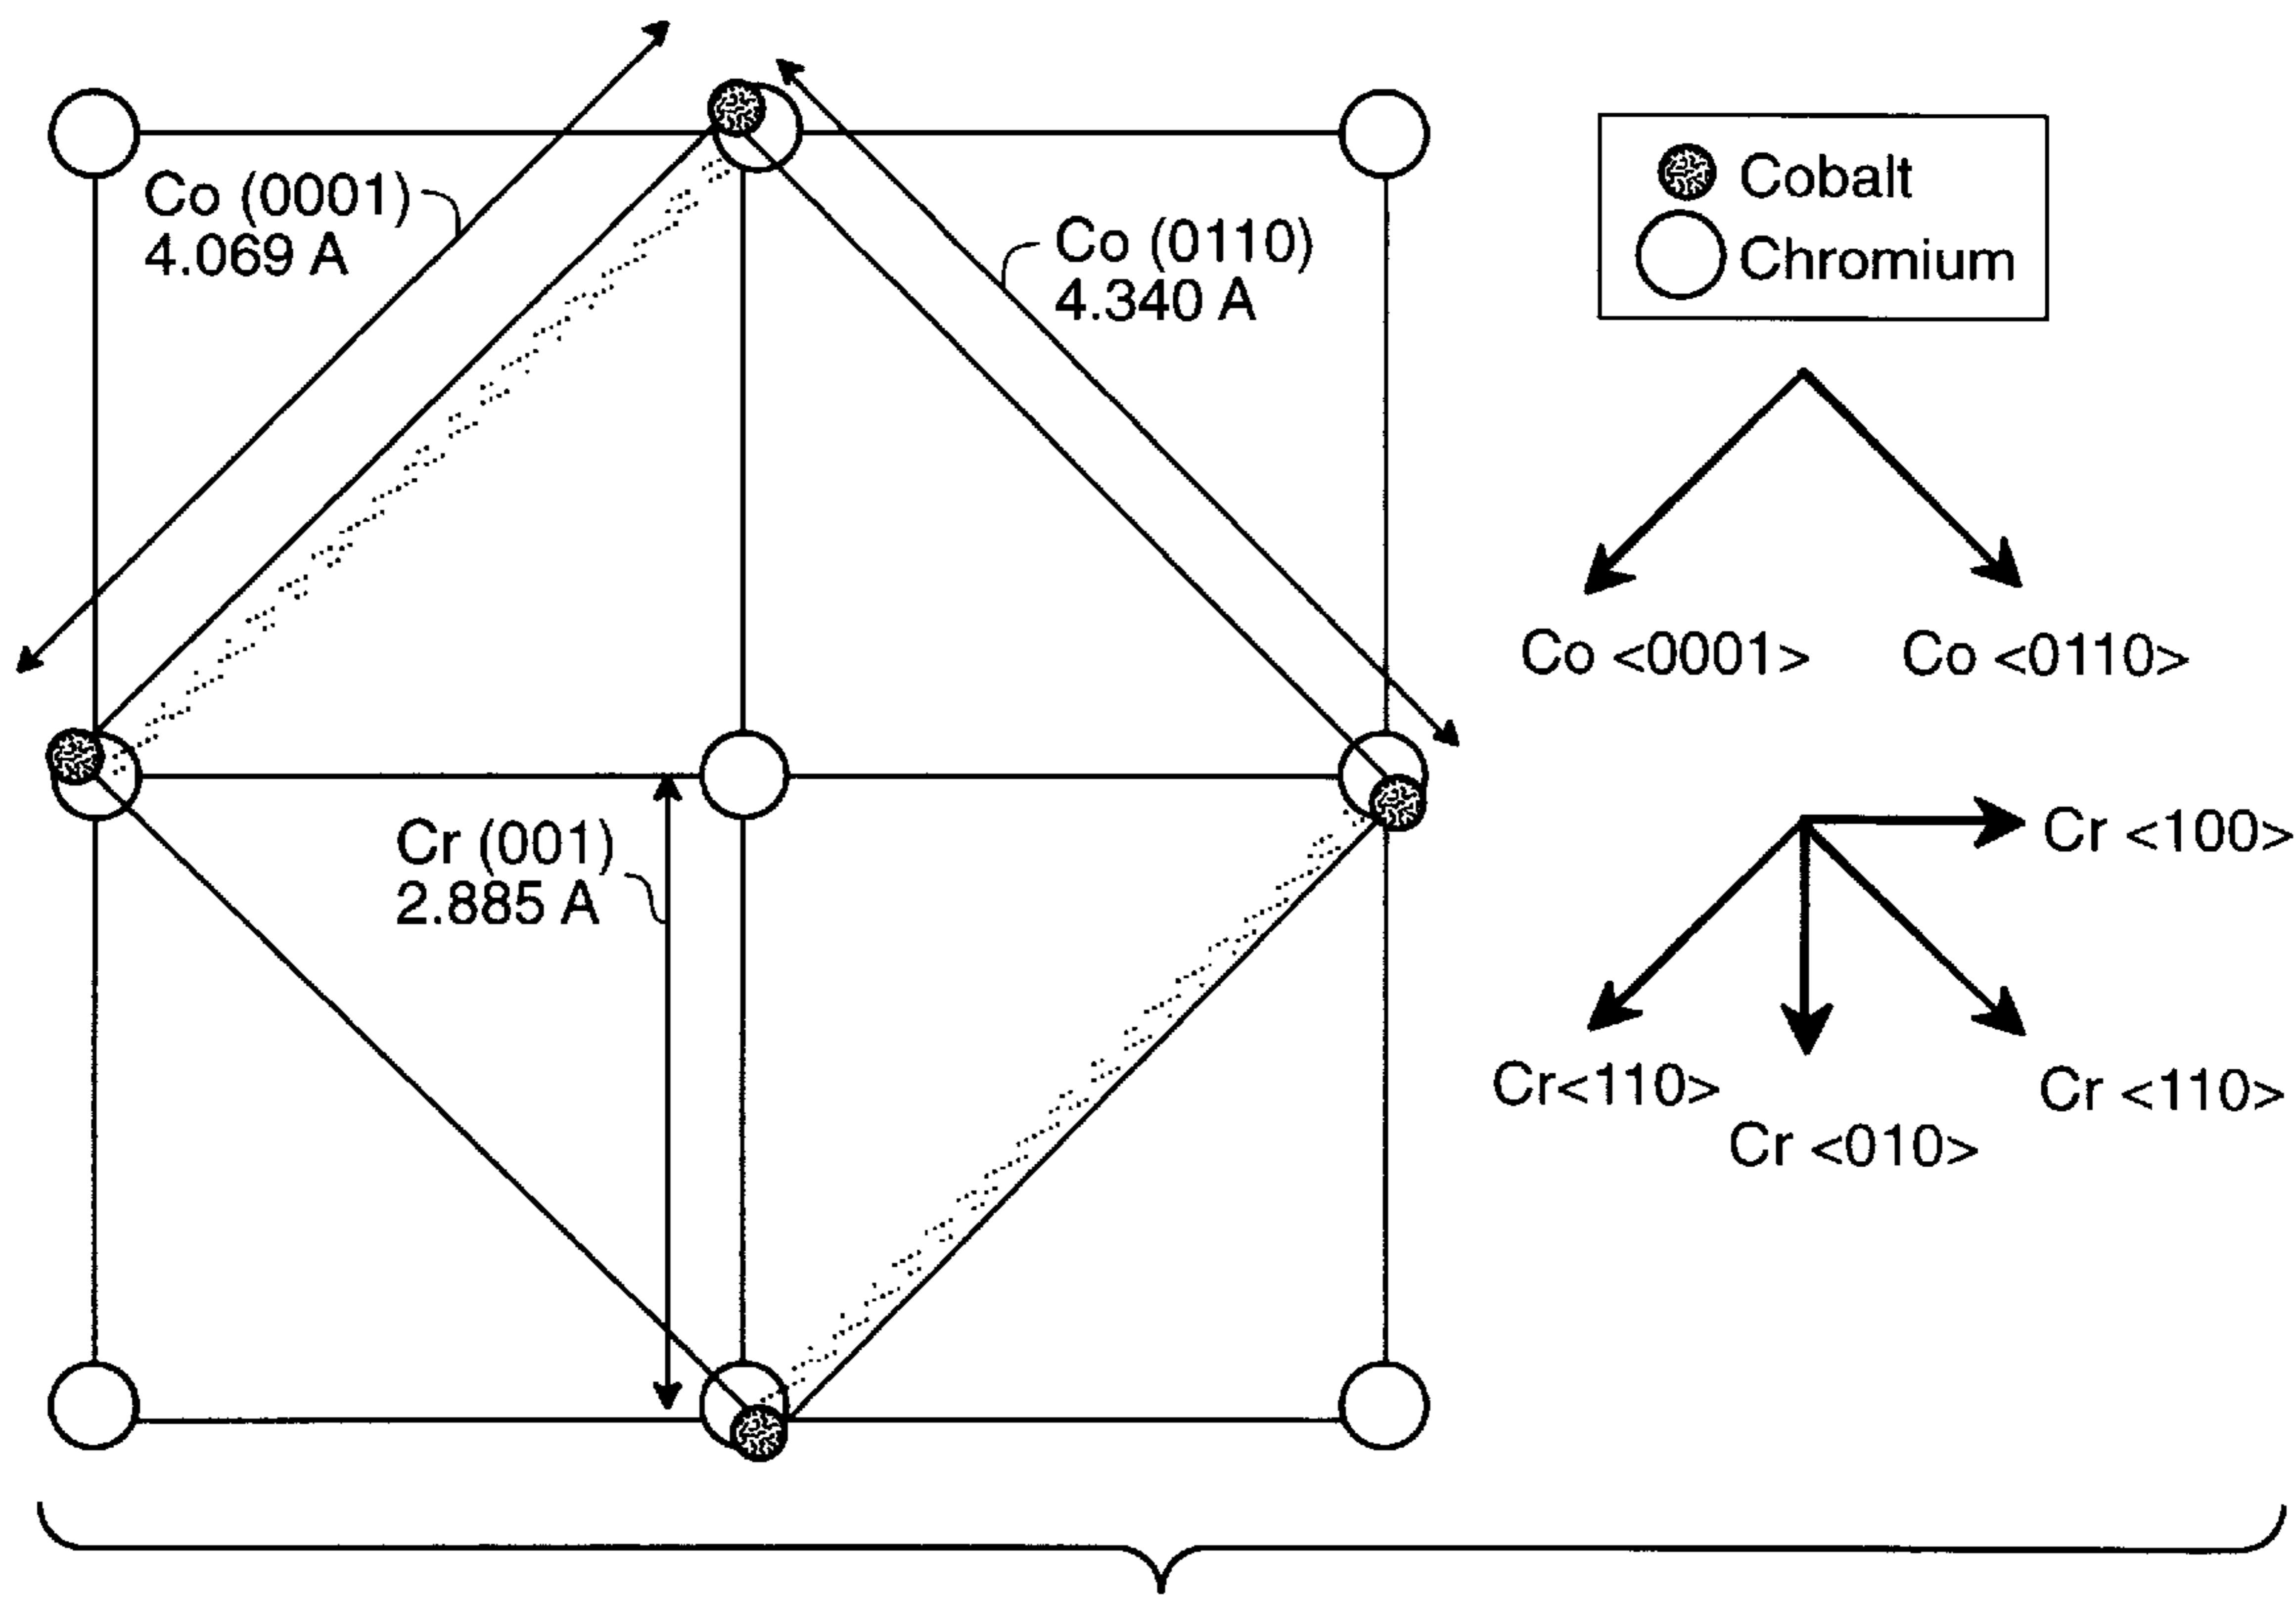 Co (0001)
4.069 A
Co (0110)
4.340 A
Cobalt
Chromium
Co <0001>
Co <0110>
Cr (001)
2.885 A
Cr <100>
Cr<110>
Cr <010>
Cr <110>